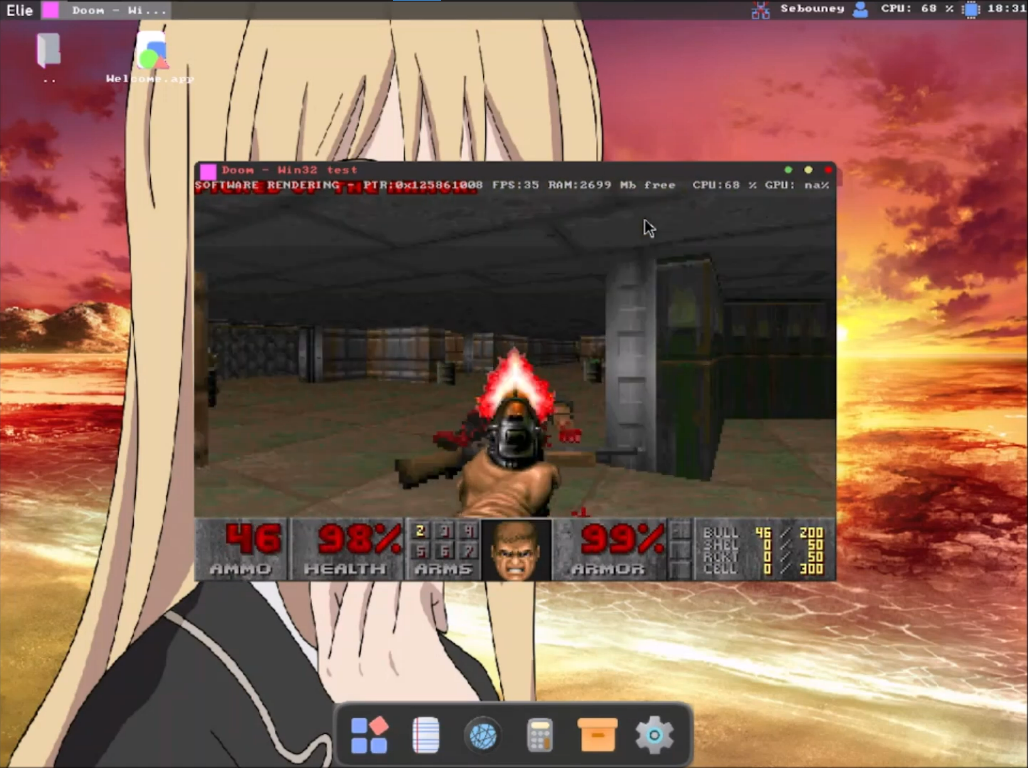 Elie Doom - Wi... Sebouney CPU: 68 % 18:31
..
Welcome.app
Doom - Win32 test
SOFTWARE RENDERING - PTR:0x125861008 FPS:35 RAM:2699 Mb free CPU:68 % GPU: na%
46 98% 2 3 4 99% BULL 46 / 200
5 6 7 SHEL 0 / 50
RCKT 0 / 50
AMMO HEALTH ARMS ARMOR CELL 0 / 300